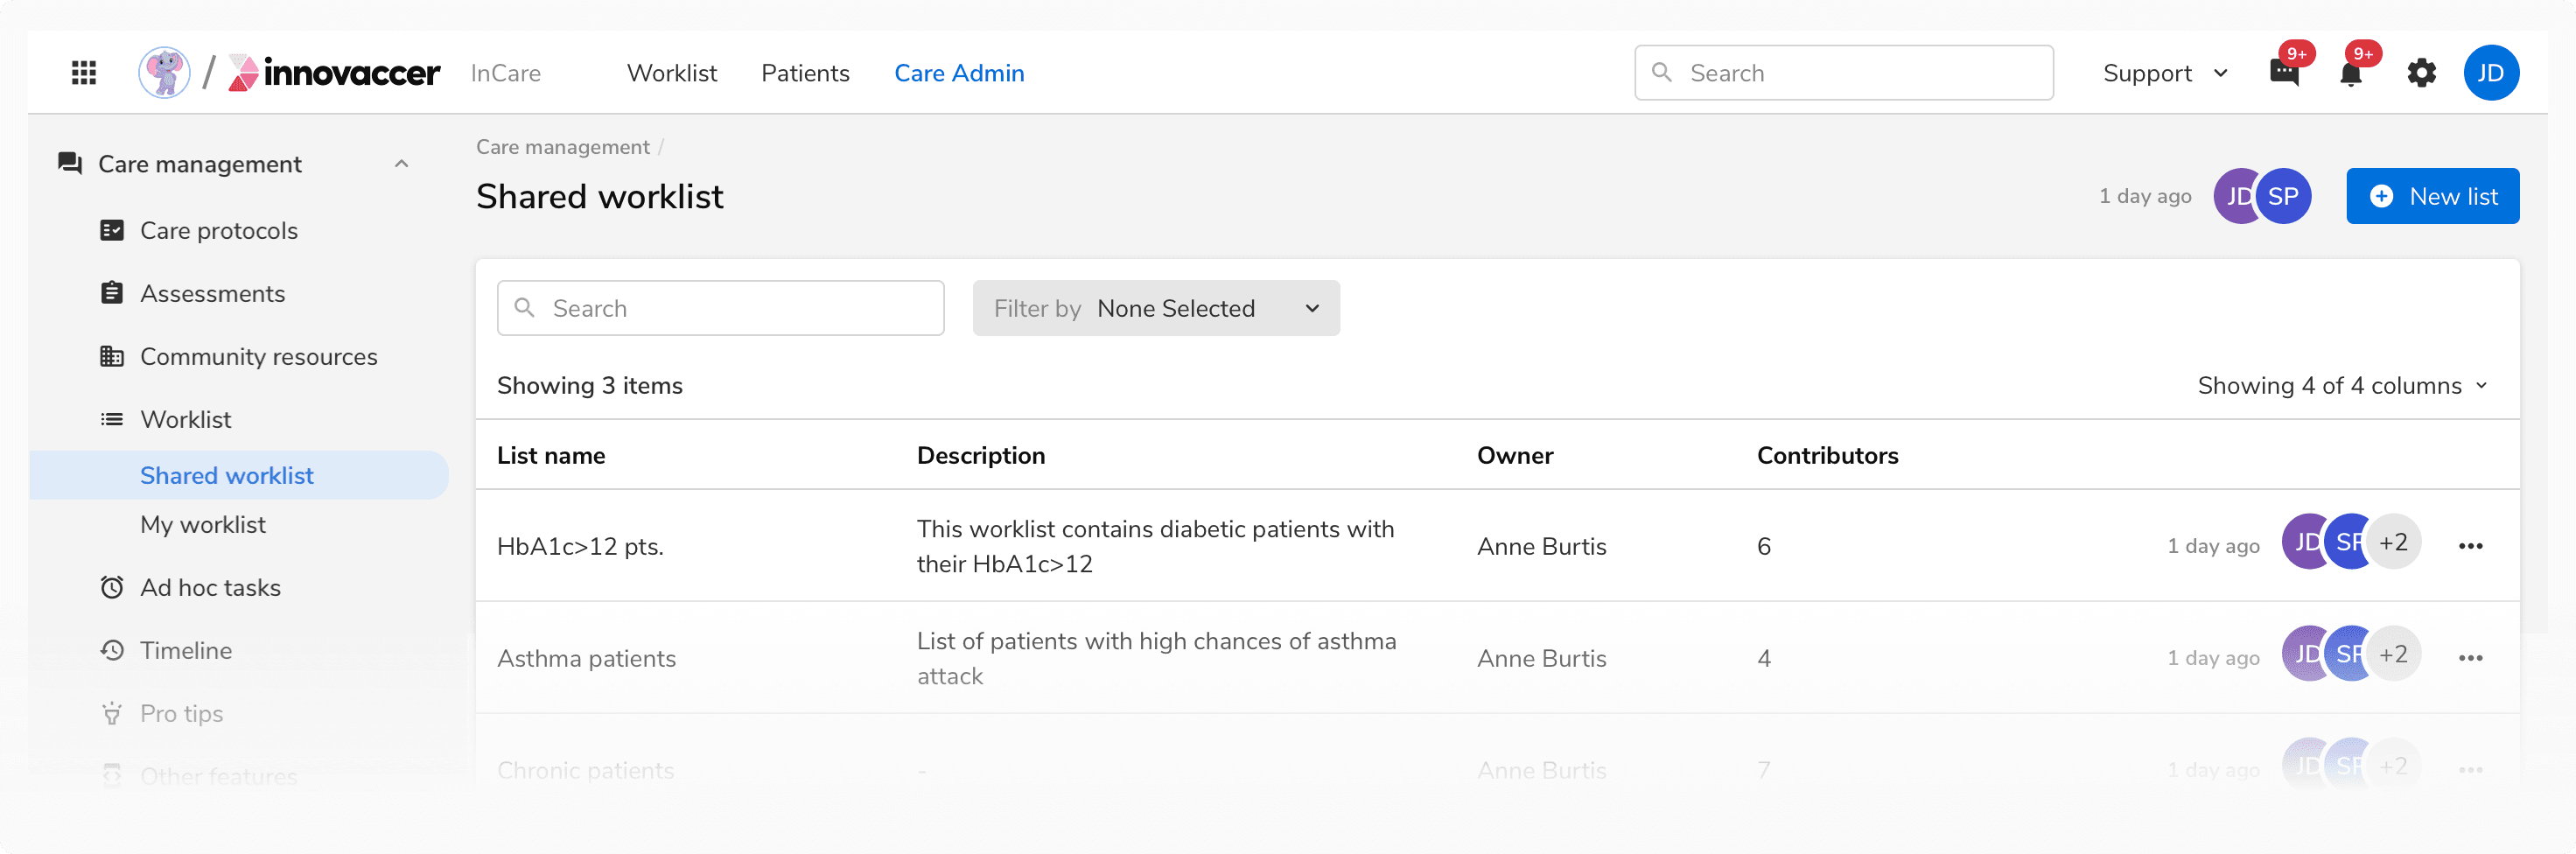 innovaccer InCare Worklist Patients Care Admin Search Support 9+ 9+ JD
Care management
Care protocols
Assessments
Community resources
Worklist
Shared worklist
My worklist
Ad hoc tasks
Timeline
Pro tips
Other features
Care management /
Shared worklist
1 day ago JD SP New list
Search Filter by None Selected
Showing 3 items Showing 4 of 4 columns
List name Description Owner Contributors
HbA1c>12 pts. This worklist contains diabetic patients with Anne Burtis 6 1 day ago JD SP +2
their HbA1c>12
Asthma patients List of patients with high chances of asthma Anne Burtis 4 1 day ago JD SP +2
attack
Chronic patients - Anne Burtis 7 1 day ago JD SP +2